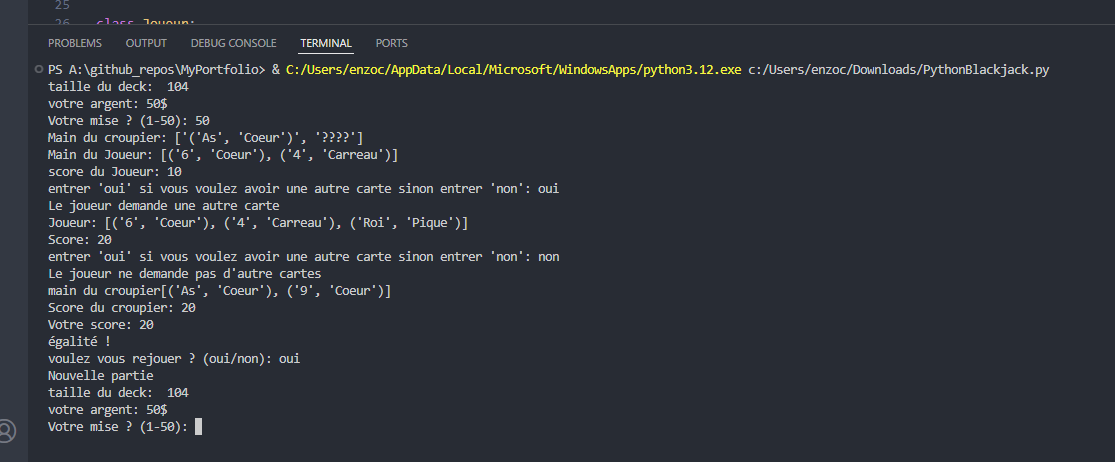 25
26 class Joueur:
PROBLEMS OUTPUT DEBUG CONSOLE TERMINAL PORTS
PS A:\github_repos\MyPortfolio> & C:/Users/enzoc/AppData/Local/Microsoft/WindowsApps/python3.12.exe c:/Users/enzoc/Downloads/PythonBlackjack.py
taille du deck:  104
votre argent: 50$
Votre mise ? (1-50): 50
Main du croupier: ['('As', 'Coeur')', '????']
Main du Joueur: [('6', 'Coeur'), ('4', 'Carreau')]
score du Joueur: 10
entrer 'oui' si vous voulez avoir une autre carte sinon entrer 'non': oui
Le joueur demande une autre carte
Joueur: [('6', 'Coeur'), ('4', 'Carreau'), ('Roi', 'Pique')]
Score: 20
entrer 'oui' si vous voulez avoir une autre carte sinon entrer 'non': non
Le joueur ne demande pas d'autre cartes
main du croupier[('As', 'Coeur'), ('9', 'Coeur')]
Score du croupier: 20
Votre score: 20
égalité !
voulez vous rejouer ? (oui/non): oui
Nouvelle partie
taille du deck:  104
votre argent: 50$
Votre mise ? (1-50):